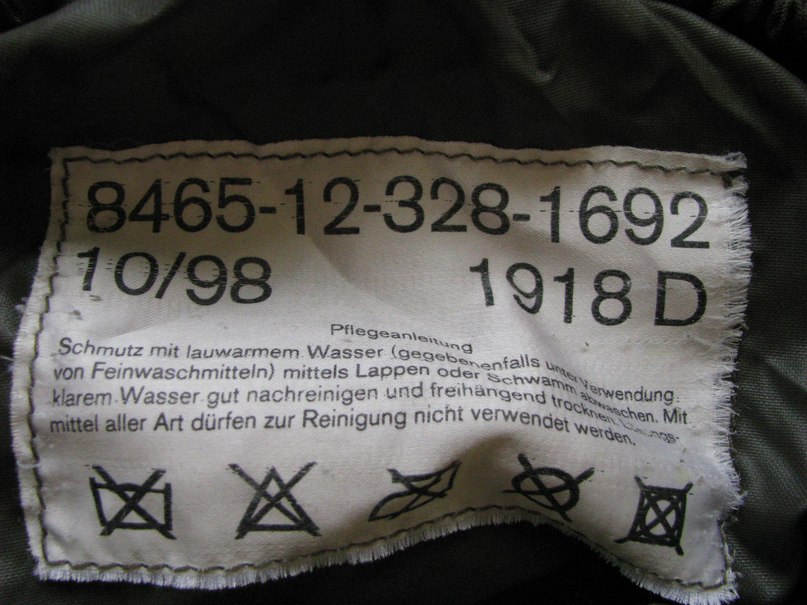 8465-12-328-1692
10/98 1918 D
Pflegeanleitung
Schmutz mit lauwarmem Wasser (gegebenenfalls unter Verwendung
von Feinwaschmitteln) mittels Lappen oder Schwamm abwaschen. Mit
klarem Wasser gut nachreinigen und freihängend trocknen. Lösungs-
mittel aller Art dürfen zur Reinigung nicht verwendet werden.